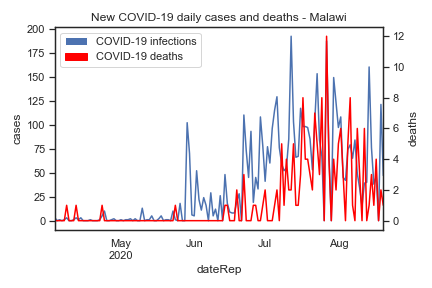 New COVID-19 daily cases and deaths - Malawi
COVID-19 infections
COVID-19 deaths
cases
200
175
150
125
100
75
50
25
0
deaths
12
10
8
6
4
2
0
May
2020
Jun
Jul
Aug
dateRep